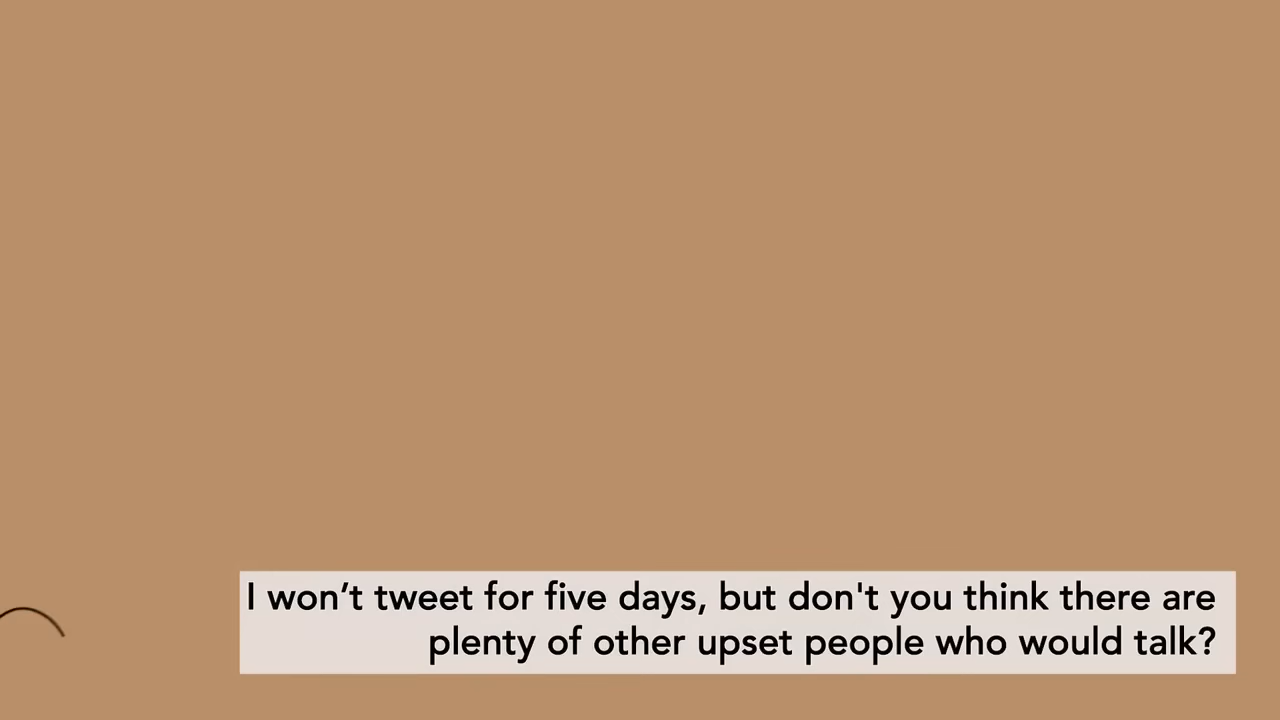 I won’t tweet for five days, but don't you think there are
plenty of other upset people who would talk?